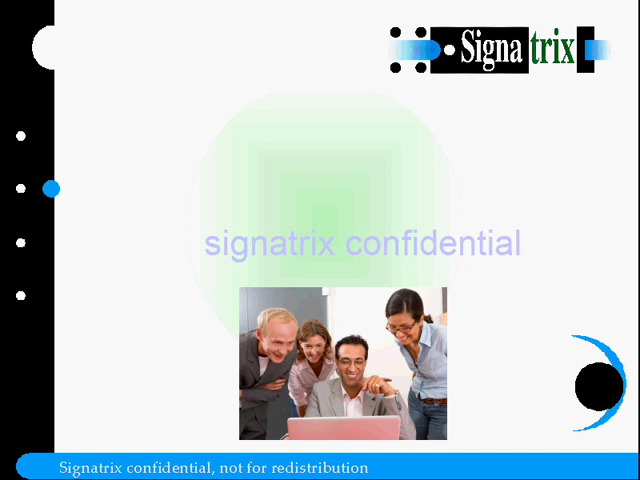 Signatrix
signatrix confidential
Signatrix confidential, not for redistribution